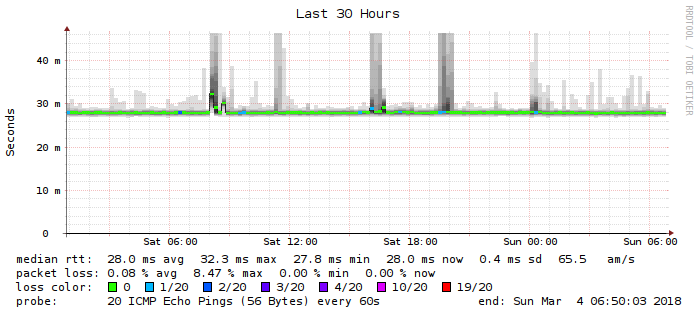 Last 30 Hours
RRDTOOL / TOBI OETIKER
Seconds
40 m
30 m
20 m
10 m
0
Sat 06:00 Sat 12:00 Sat 18:00 Sun 00:00 Sun 06:00
median rtt: 28.0 ms avg 32.3 ms max 27.8 ms min 28.0 ms now 0.4 ms sd 65.5 am/s
packet loss: 0.08 % avg 8.47 % max 0.00 % min 0.00 % now
loss color: 0 1/20 2/20 3/20 4/20 10/20 19/20
probe: 20 ICMP Echo Pings (56 Bytes) every 60s end: Sun Mar 4 06:50:03 2018